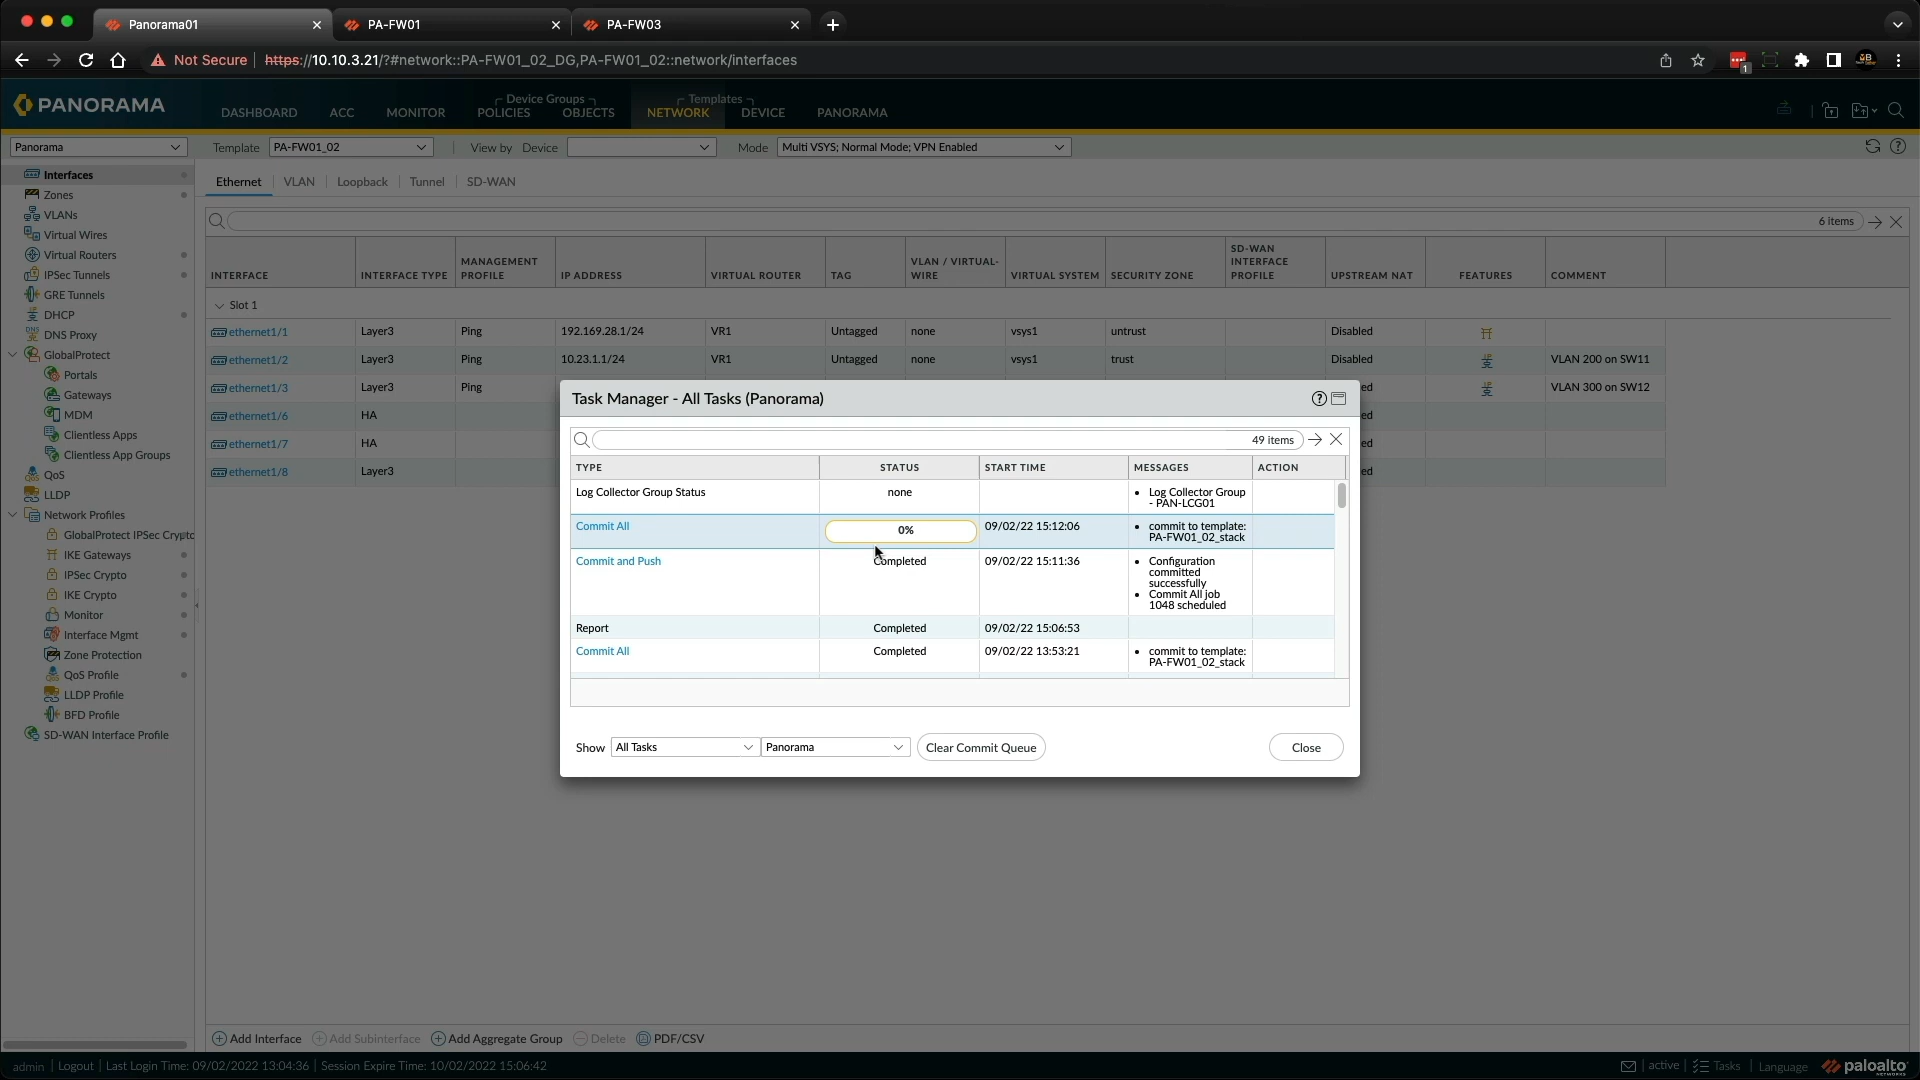 Panorama01
PA-FW01
PA-FW03
Not Secure
https://10.10.3.21/?#network::PA-FW01_02_DG,PA-FW01_02::network/interfaces
1
PANORAMA
DASHBOARD
ACC
MONITOR
Device Groups
POLICIES
OBJECTS
Templates
NETWORK
DEVICE
PANORAMA
Panorama
Template
PA-FW01_02
View by
Device
Mode
Multi VSYS; Normal Mode; VPN Enabled
Interfaces
Zones
VLANs
Virtual Wires
Virtual Routers
IPSec Tunnels
GRE Tunnels
DHCP
DNS Proxy
GlobalProtect
Portals
Gateways
MDM
Clientless Apps
Clientless App Groups
QoS
LLDP
Network Profiles
GlobalProtect IPSec Crypto
IKE Gateways
IPSec Crypto
IKE Crypto
Monitor
Interface Mgmt
Zone Protection
QoS Profile
LLDP Profile
BFD Profile
SD-WAN Interface Profile
Ethernet
VLAN
Loopback
Tunnel
SD-WAN
6 items
INTERFACE
INTERFACE TYPE
MANAGEMENT PROFILE
IP ADDRESS
VIRTUAL ROUTER
TAG
VLAN / VIRTUAL-WIRE
VIRTUAL SYSTEM
SECURITY ZONE
SD-WAN INTERFACE PROFILE
UPSTREAM NAT
FEATURES
COMMENT
Slot 1
ethernet1/1 Layer3 Ping 192.169.28.1/24 VR1 Untagged none vsys1 untrust Disabled
ethernet1/2 Layer3 Ping 10.23.1.1/24 VR1 Untagged none vsys1 trust Disabled VLAN 200 on SW11
ethernet1/3 Layer3 Ping ed VLAN 300 on SW12
ethernet1/6 HA ed
ethernet1/7 HA ed
ethernet1/8 Layer3 ed
Task Manager - All Tasks (Panorama)
49 items
TYPE STATUS START TIME MESSAGES ACTION
Log Collector Group Status none • Log Collector Group
- PAN-LCG01
Commit All 0% 09/02/22 15:12:06 • commit to template:
PA-FW01_02_stack
Commit and Push Completed 09/02/22 15:11:36 • Configuration
committed
successfully
• Commit All job
1048 scheduled
Report Completed 09/02/22 15:06:53
Commit All Completed 09/02/22 13:53:21 • commit to template:
PA-FW01_02_stack
Show
All Tasks
Panorama
Clear Commit Queue
Close
Add Interface
Add Subinterface
Add Aggregate Group
Delete
PDF/CSV
admin | Logout | Last Login Time: 09/02/2022 13:04:36 | Session Expire Time: 10/02/2022 15:06:42
active | Tasks | Language
paloalto
NETWORKS